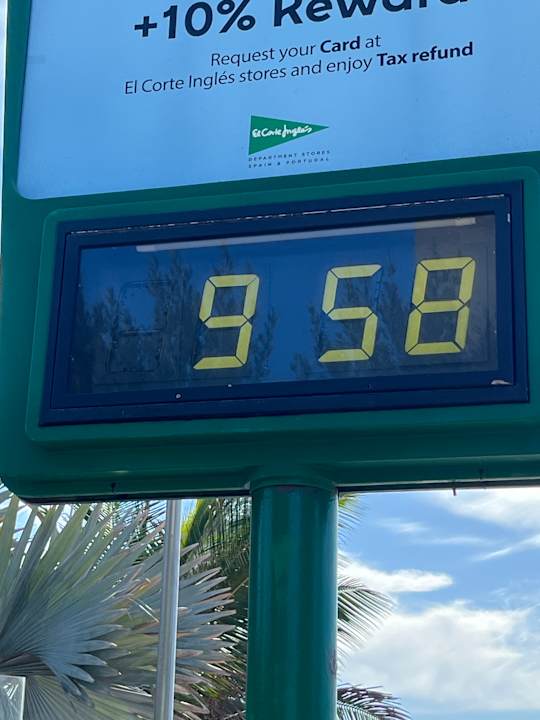 +10% Reward
Request your Card at
El Corte Inglés stores and enjoy Tax refund
El Corte Inglés
DEPARTMENT STORES
SPAIN & PORTUGAL
9 58